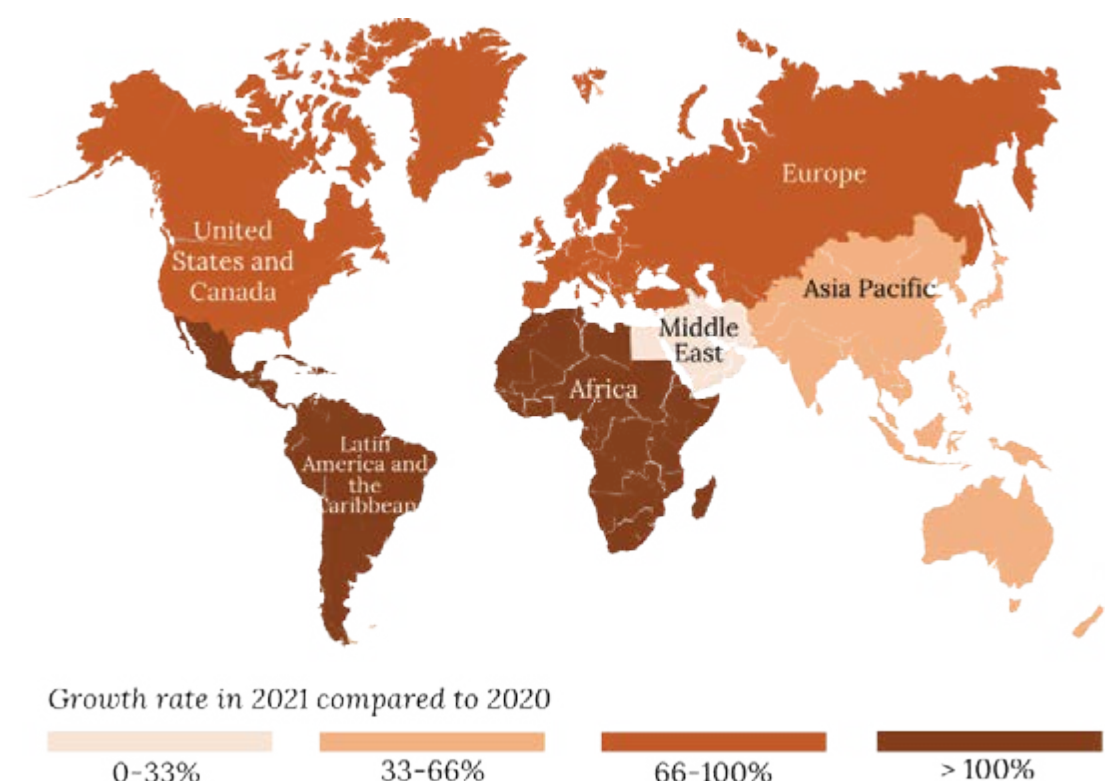 Europe
United
States and
Canada
Asia Pacific
Middle
East
Africa
Latin
America and
the
Caribbean
Growth rate in 2021 compared to 2020
0-33%
33-66%
66-100%
> 100%